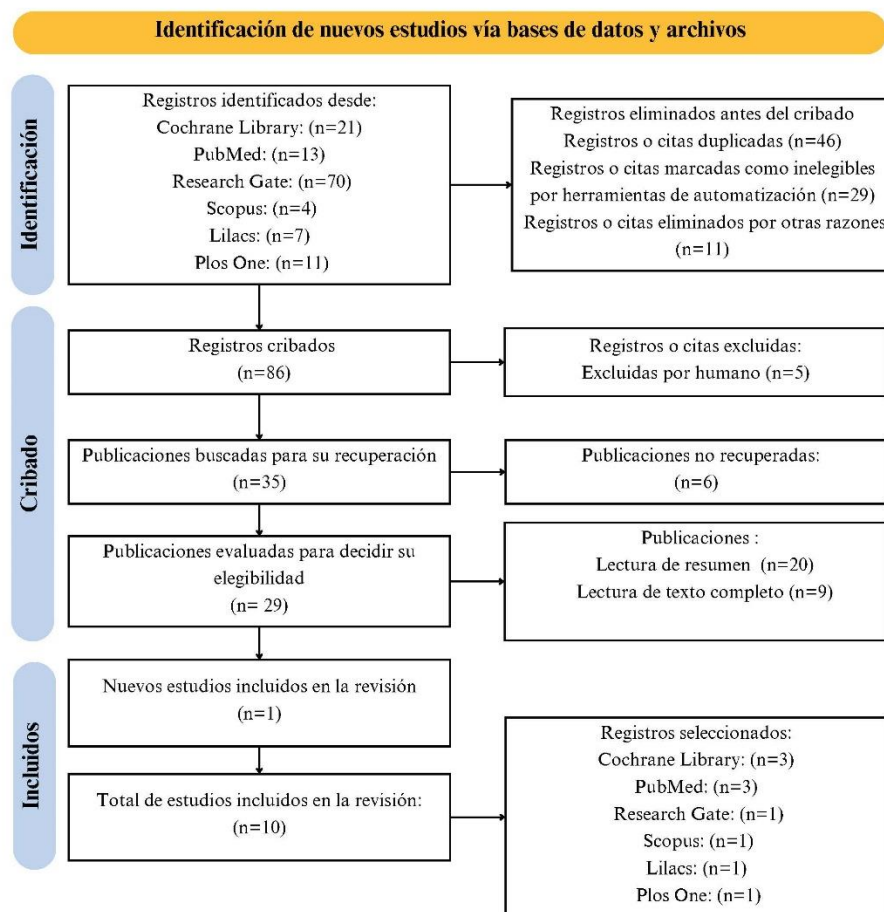 Identificación de nuevos estudios vía bases de datos y archivos
Identificación
Registros identificados desde:
Cochrane Library: (n=21)
PubMed: (n=13)
Research Gate: (n=70)
Scopus: (n=4)
Lilacs: (n=7)
Plos One: (n=11)
Registros eliminados antes del cribado
Registros o citas duplicadas (n=46)
Registros o citas marcadas como inelegibles
por herramientas de automatización (n=29)
Registros o citas eliminados por otras razones
(n=11)
Cribado
Registros cribados
(n=86)
Registros o citas excluidas:
Excluidas por humano (n=5)
Publicaciones buscadas para su recuperación
(n=35)
Publicaciones no recuperadas:
(n=6)
Publicaciones evaluadas para decidir su
elegibilidad
(n= 29)
Publicaciones :
Lectura de resumen (n=20)
Lectura de texto completo (n=9)
Incluidos
Nuevos estudios incluidos en la revisión
(n=1)
Total de estudios incluidos en la revisión:
(n=10)
Registros seleccionados:
Cochrane Library: (n=3)
PubMed: (n=3)
Research Gate: (n=1)
Scopus: (n=1)
Lilacs: (n=1)
Plos One: (n=1)